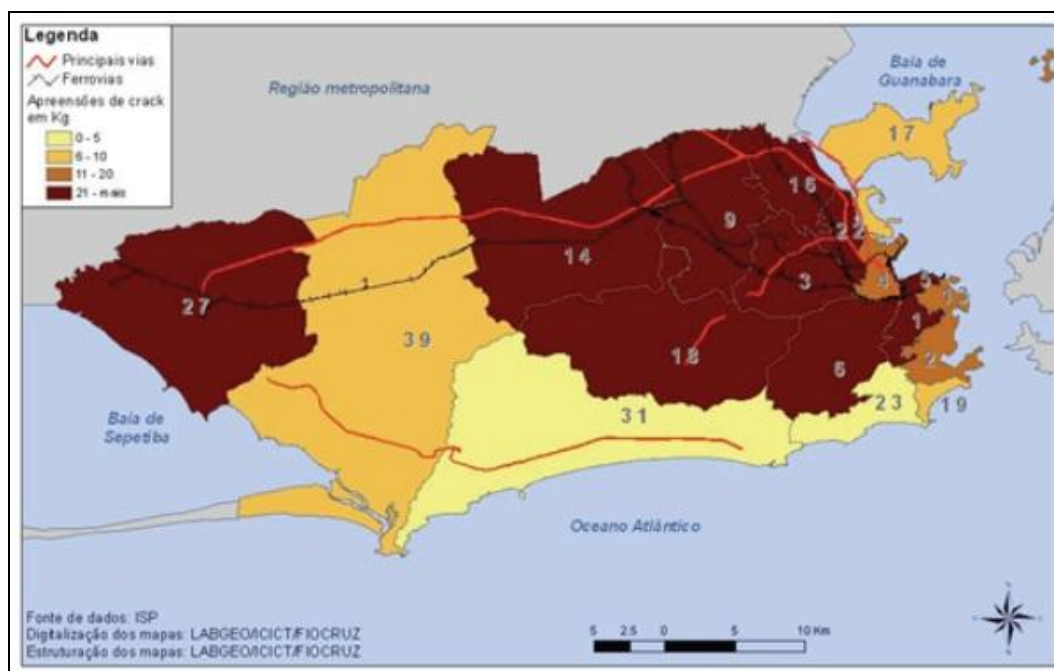 Legenda
Principais vias
Ferrovias
Apreensões de crack
em Kg
0 - 5
6 - 10
11 - 20
21 - mais
Região metropolitana
Baía de
Guanabara
17
16
9
22
14
3
4
5
1
1
27
39
18
6
2
31
23
19
Baía de
Sepetiba
Oceano Atlântico
Fonte de dados: ISP
Digitalização dos mapas: LABGEO/ICICT/FIOCRUZ
Estruturação dos mapas: LABGEO/ICICT/FIOCRUZ
5 2.5 0 5 10 Km